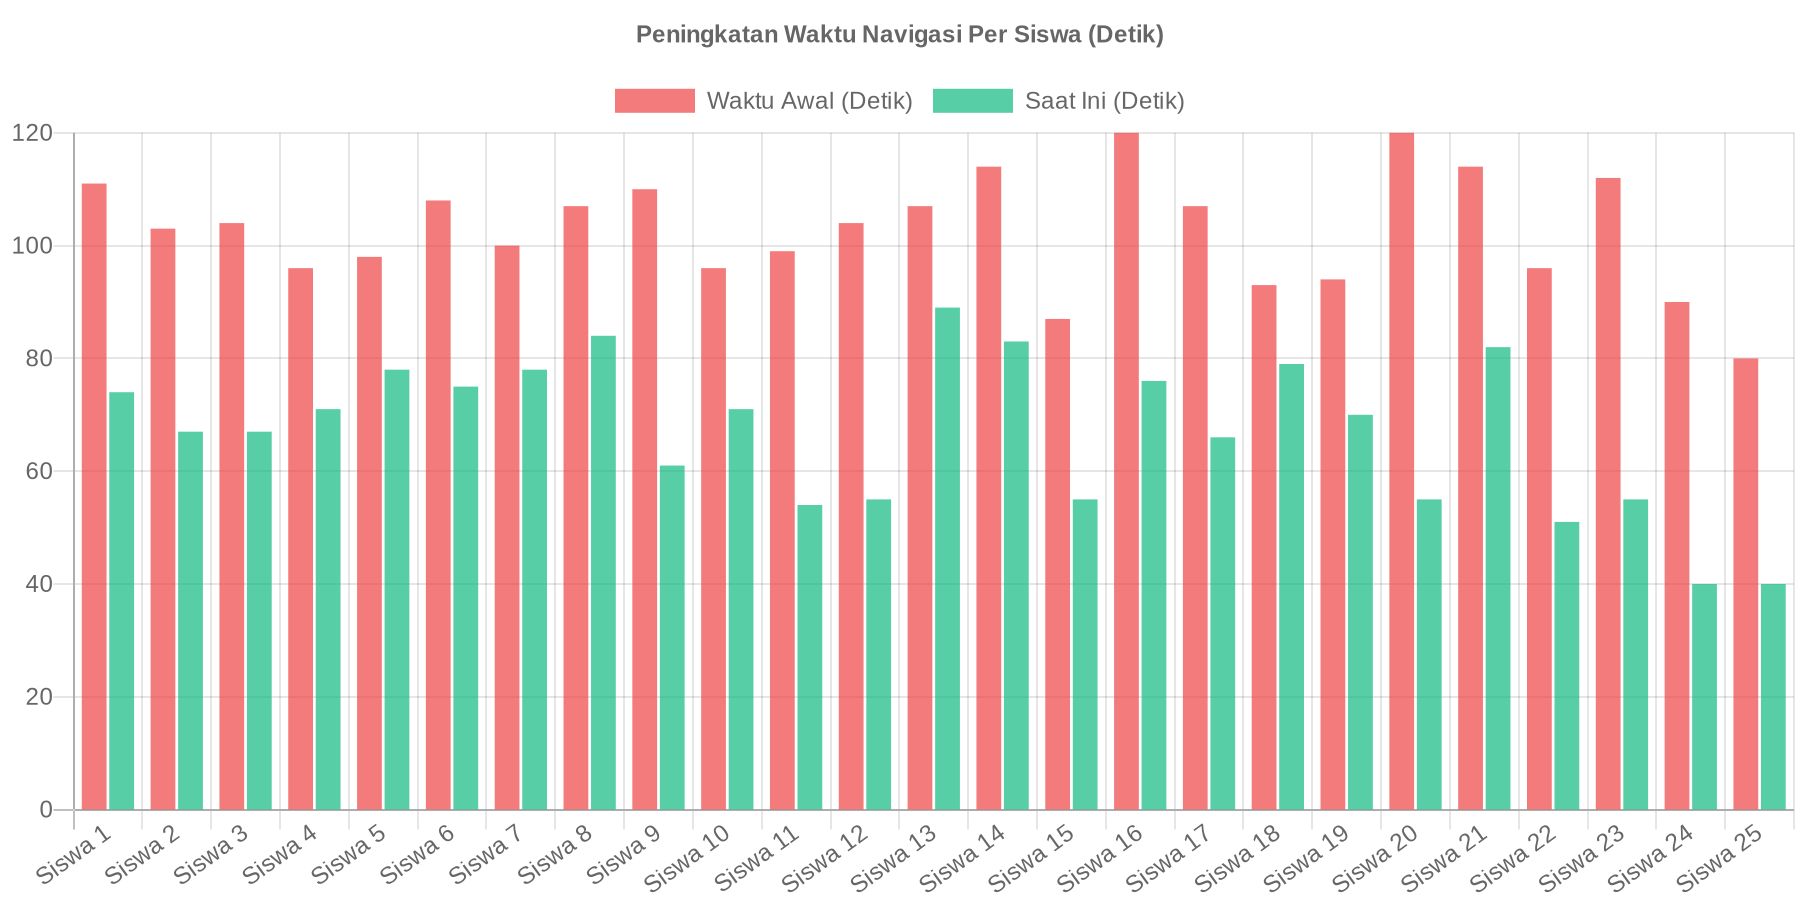 Peningkatan Waktu Navigasi Per Siswa (Detik)
Waktu Awal (Detik) Saat Ini (Detik)
120
100
80
60
40
20
0
Siswa 1 Siswa 2 Siswa 3 Siswa 4 Siswa 5 Siswa 6 Siswa 7 Siswa 8 Siswa 9 Siswa 10 Siswa 11 Siswa 12 Siswa 13 Siswa 14 Siswa 15 Siswa 16 Siswa 17 Siswa 18 Siswa 19 Siswa 20 Siswa 21 Siswa 22 Siswa 23 Siswa 24 Siswa 25